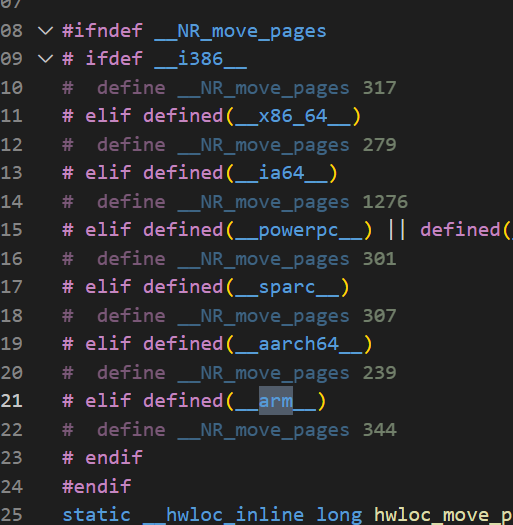 07
08 #ifndef __NR_move_pages
09 # ifdef __i386__
10 #  define __NR_move_pages 317
11 # elif defined(__x86_64__)
12 #  define __NR_move_pages 279
13 # elif defined(__ia64__)
14 #  define __NR_move_pages 1276
15 # elif defined(__powerpc__) || defined(
16 #  define __NR_move_pages 301
17 # elif defined(__sparc__)
18 #  define __NR_move_pages 307
19 # elif defined(__aarch64__)
20 #  define __NR_move_pages 239
21 # elif defined(__arm__)
22 #  define __NR_move_pages 344
23 # endif
24 #endif
25 static __hwloc_inline long hwloc_move_p